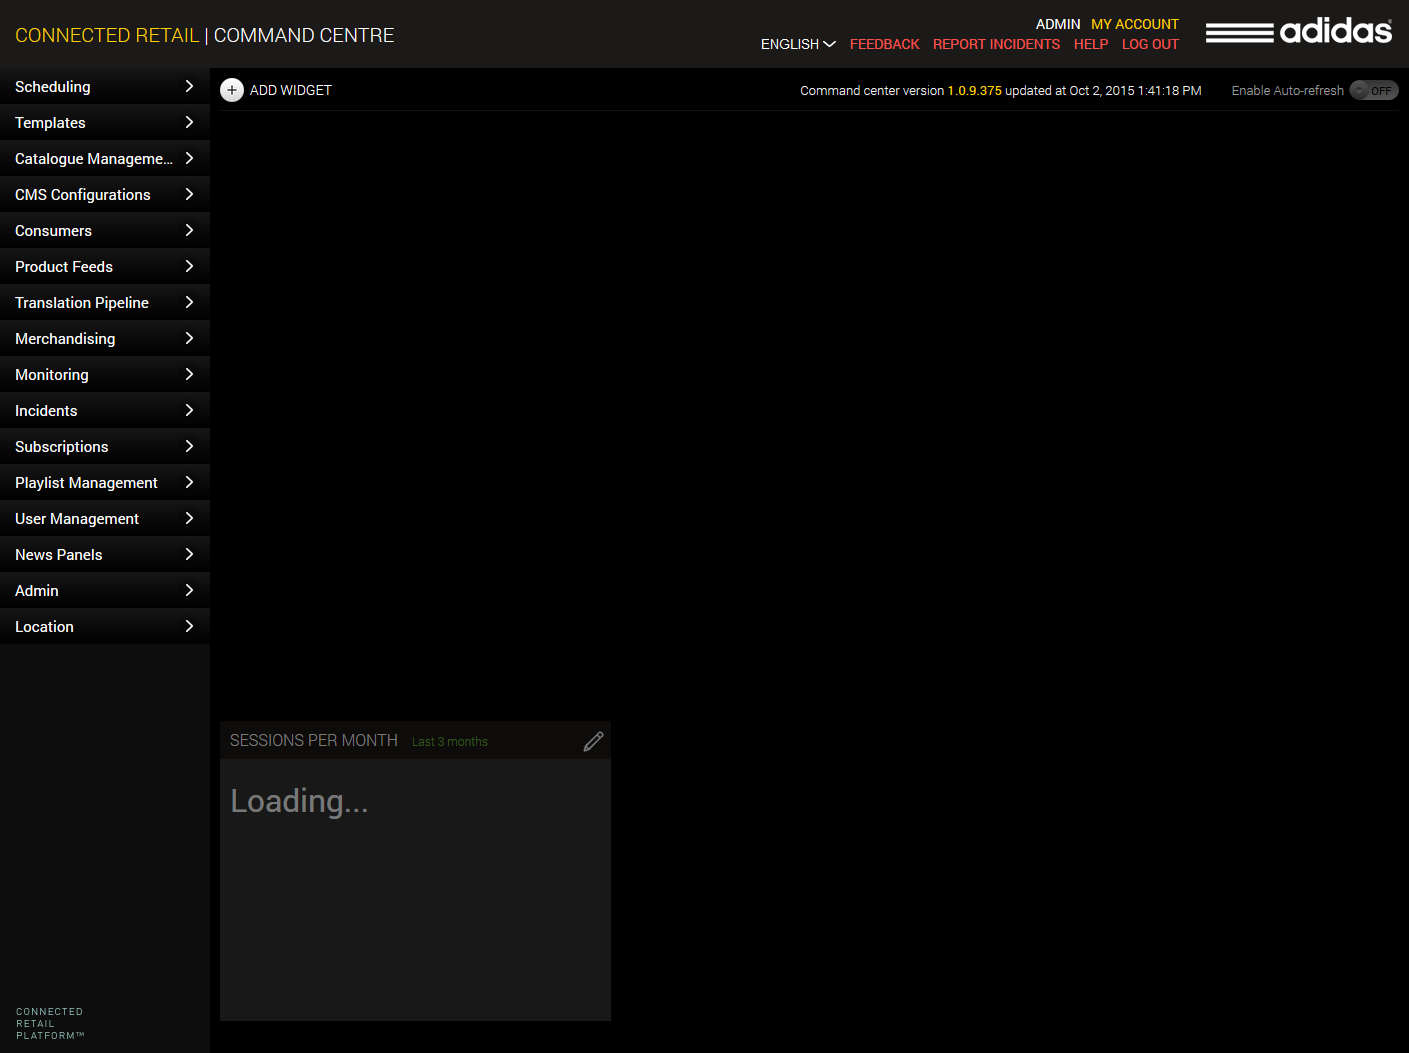 CONNECTED RETAIL | COMMAND CENTRE
ADMIN MY ACCOUNT
ENGLISH FEEDBACK REPORT INCIDENTS HELP LOG OUT
adidas
Scheduling
Templates
Catalogue Manageme...
CMS Configurations
Consumers
Product Feeds
Translation Pipeline
Merchandising
Monitoring
Incidents
Subscriptions
Playlist Management
User Management
News Panels
Admin
Location
CONNECTED
RETAIL
PLATFORM™
ADD WIDGET
Command center version 1.0.9.375 updated at Oct 2, 2015 1:41:18 PM
Enable Auto-refresh OFF
SESSIONS PER MONTH Last 3 months
Loading...